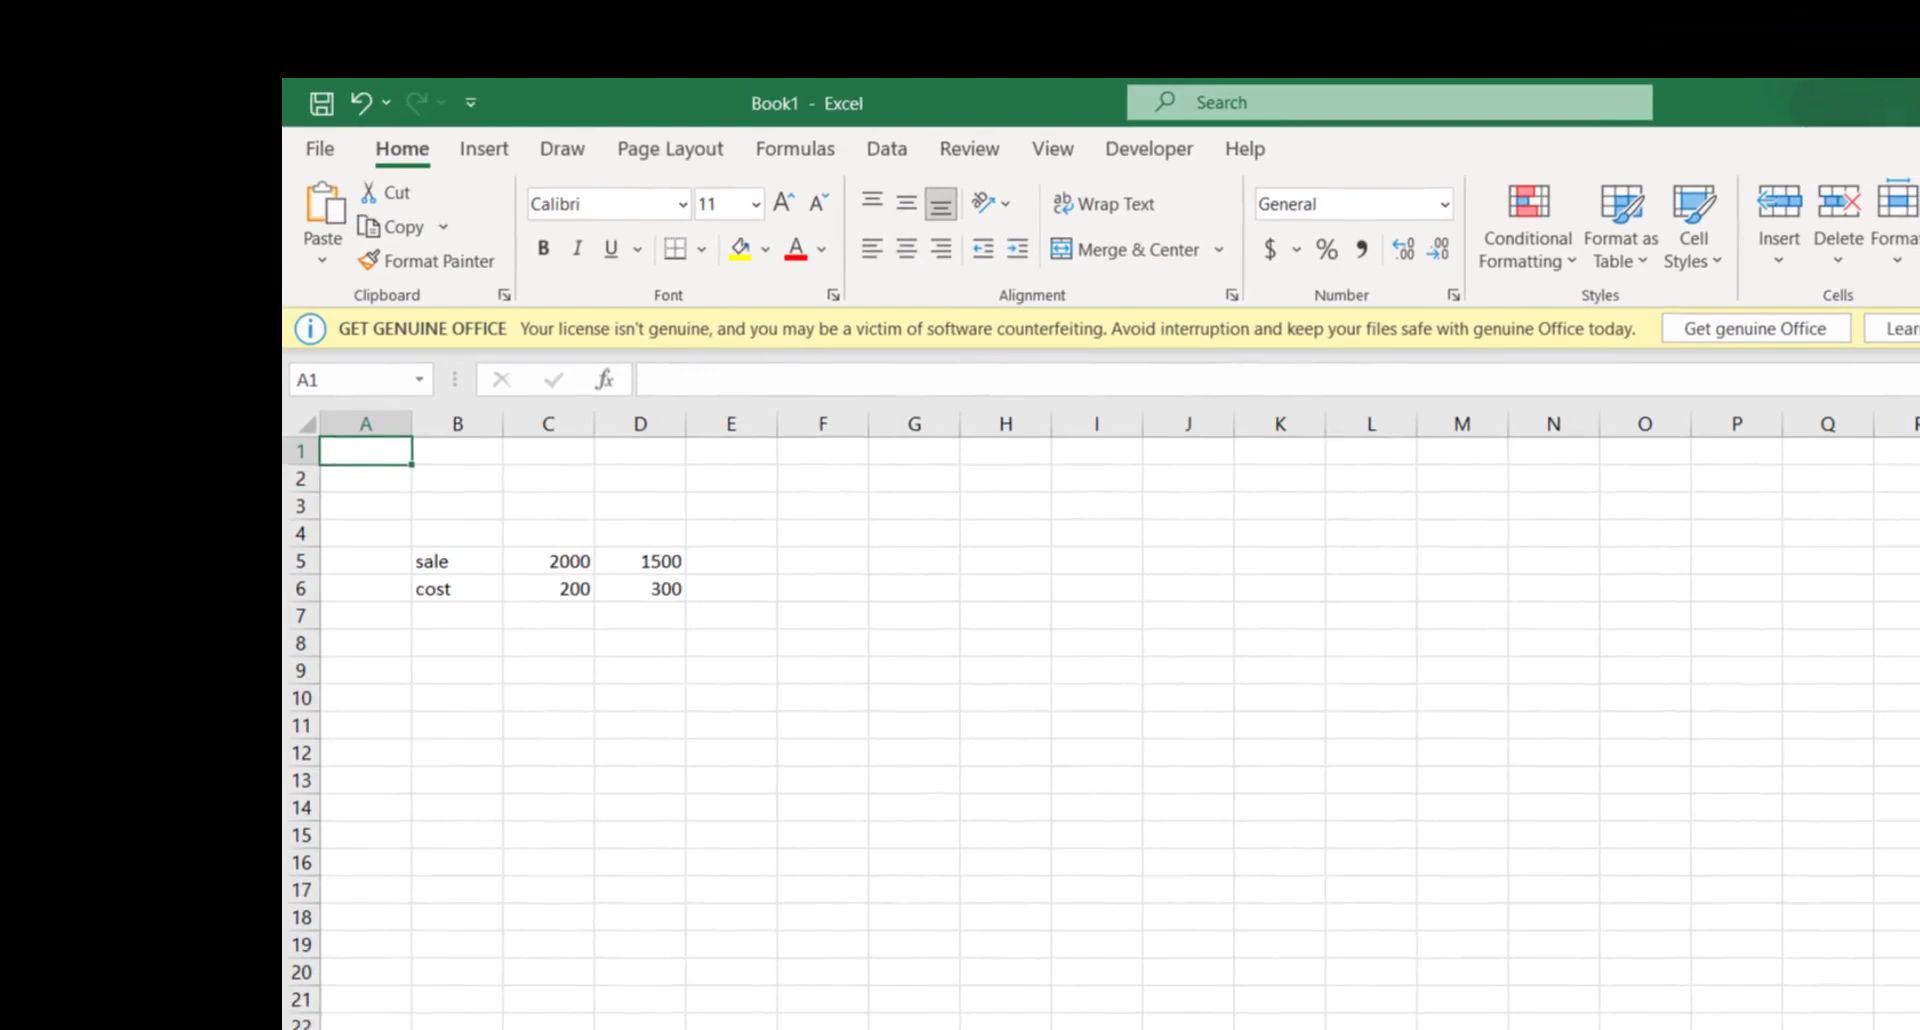 Book1 - Excel
Search
File Home Insert Draw Page Layout Formulas Data Review View Developer Help
Paste
Cut
Copy
Format Painter
Clipboard
Calibri 11 A A
B I U A
Font
ab Wrap Text
Merge & Center
Alignment
General
$ % , .00 .00
Number
Conditional Formatting
Format as Table
Cell Styles
Styles
Insert Delete
Cells
GET GENUINE OFFICE Your license isn't genuine, and you may be a victim of software counterfeiting. Avoid interruption and keep your files safe with genuine Office today. Get genuine Office
A1 fx
A B C D E F G H I J K L M N O P Q
1
2
3
4
5 sale 2000 1500
6 cost 200 300
7
8
9
10
11
12
13
14
15
16
17
18
19
20
21
22